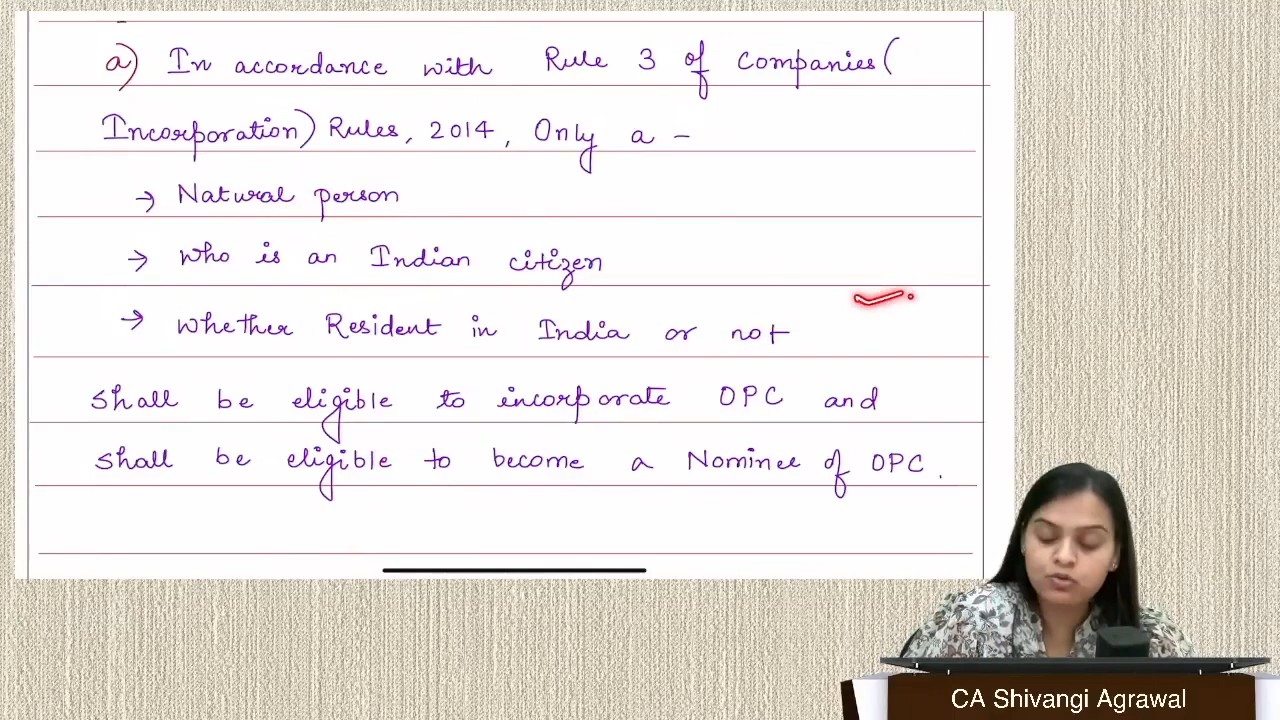 a) In accordance with Rule 3 of Companies (
Incorporation) Rules, 2014, Only a -
→ Natural person
→ Who is an Indian citizen
→ Whether Resident in India or not
shall be eligible to incorporate OPC and
shall be eligible to become a Nominee of OPC.
CA Shivangi Agrawal